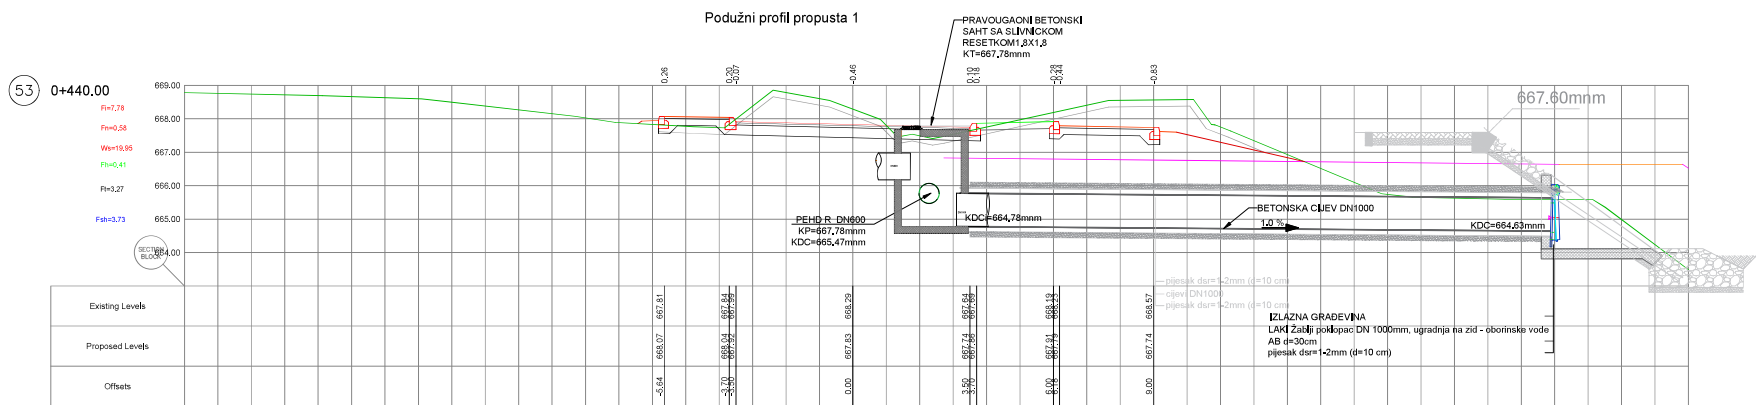 Podužni profil propusta 1
PRAVOUGAONI BETONSKI
SAHT SA SLIVNICKOM
RESETKOM1,8X1,8
KT=667.78mnm
53
0+440.00
Fi=7,78
Fn=0,58
Ws=19,95
Fh=0,41
Ft=3,27
Fsh=3.73
SECTION
BLOCK
669.00
668.00
667.00
666.00
665.00
684.00
0.26
0.20
-0.07
-0.46
0.10
0.18
-0.28
-0.44
-0.83
667.60mnm
PEHD R DN600
KP=667.78mnm
KDC=665.47mnm
KDC=664.78mnm
BETONSKA CIJEV DN1000
1.0 %
KDC=664.63mnm
pijesak dsr=1-2mm (d=10 cm)
cijevi DN1000
pijesak dsr=1-2mm (d=10 cm)
IZLAZNA GRAĐEVINA
LAKI Žablji poklopac DN 1000mm, ugradnja na zid - oborinske vode
AB d=30cm
pijesak dsr=1-2mm (d=10 cm)
Existing Levels
667.81
667.84
667.99
668.29
667.64
667.69
668.19
668.23
668.57
Proposed Levels
668.07
668.04
667.92
667.83
667.74
667.86
667.91
667.79
667.74
Offsets
-5.64
-3.70
-3.50
0.00
3.50
3.70
6.00
6.18
9.00